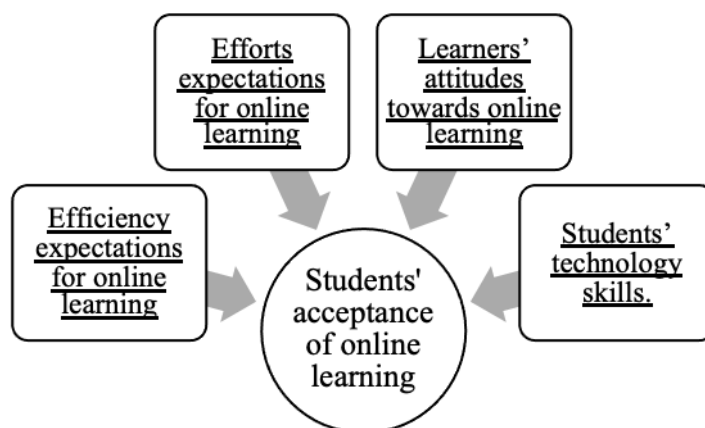 Efforts
expectations
for online
learning
Learners’
attitudes
towards online
learning
Efficiency
expectations
for online
learning
Students’
technology
skills.
Students'
acceptance
of online
learning